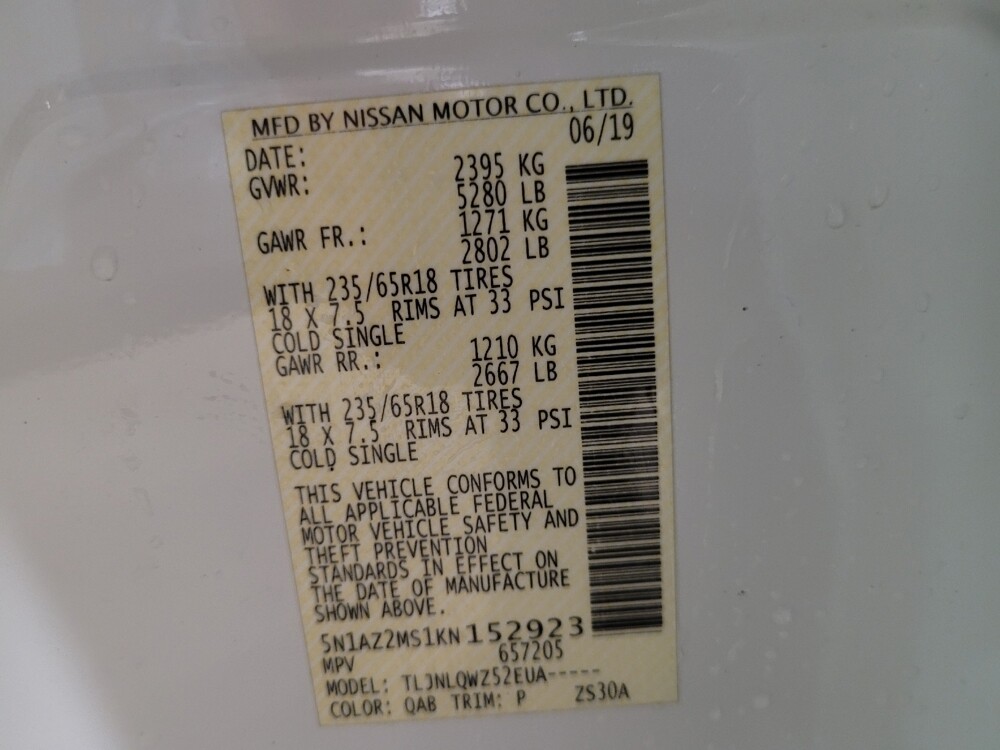 MFD BY NISSAN MOTOR CO., LTD.
DATE: 06/19
GVWR: 2395 KG
5280 LB
GAWR FR.: 1271 KG
2802 LB
WITH 235/65R18 TIRES
18 X 7.5 RIMS AT 33 PSI
COLD SINGLE
GAWR RR.: 1210 KG
2667 LB
WITH 235/65R18 TIRES
18 X 7.5 RIMS AT 33 PSI
COLD SINGLE
THIS VEHICLE CONFORMS TO
ALL APPLICABLE FEDERAL
MOTOR VEHICLE SAFETY AND
THEFT PREVENTION
STANDARDS IN EFFECT ON
THE DATE OF MANUFACTURE
SHOWN ABOVE.
5N1AZ2MS1KN152923
MPV 657205
MODEL: TLJNLQWZ52EUA-----
COLOR: QAB TRIM: P ZS30A